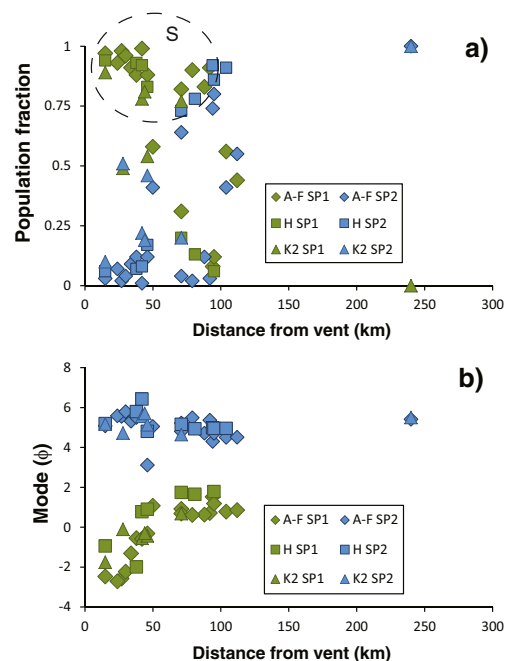 S
a)
Population fraction
1
0.75
0.5
0.25
0
A-F SP1 A-F SP2
H SP1 H SP2
K2 SP1 K2 SP2
0 50 100 150 200 250 300
Distance from vent (km)
b)
Mode (ϕ)
8
6
4
2
0
-2
-4
A-F SP1 A-F SP2
H SP1 H SP2
K2 SP1 K2 SP2
0 50 100 150 200 250 300
Distance from vent (km)